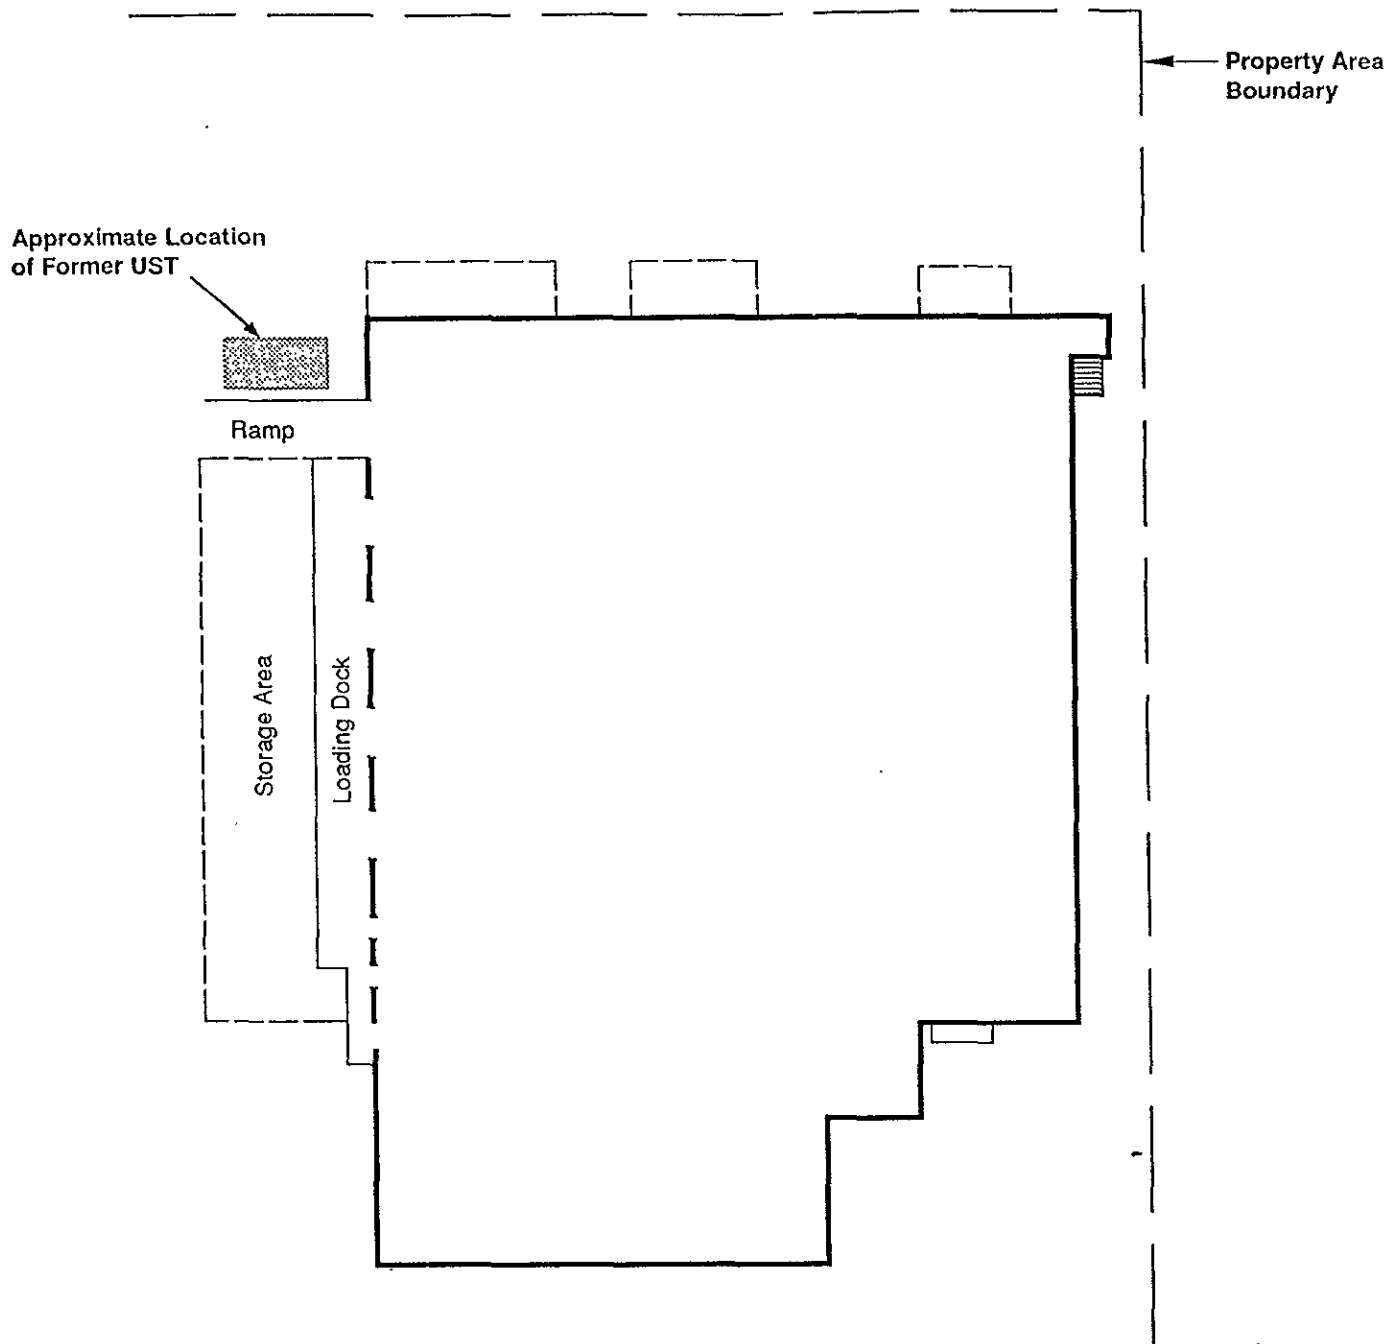 Property Area
Boundary
Approximate Location
of Former UST
Ramp
Storage Area
Loading Dock